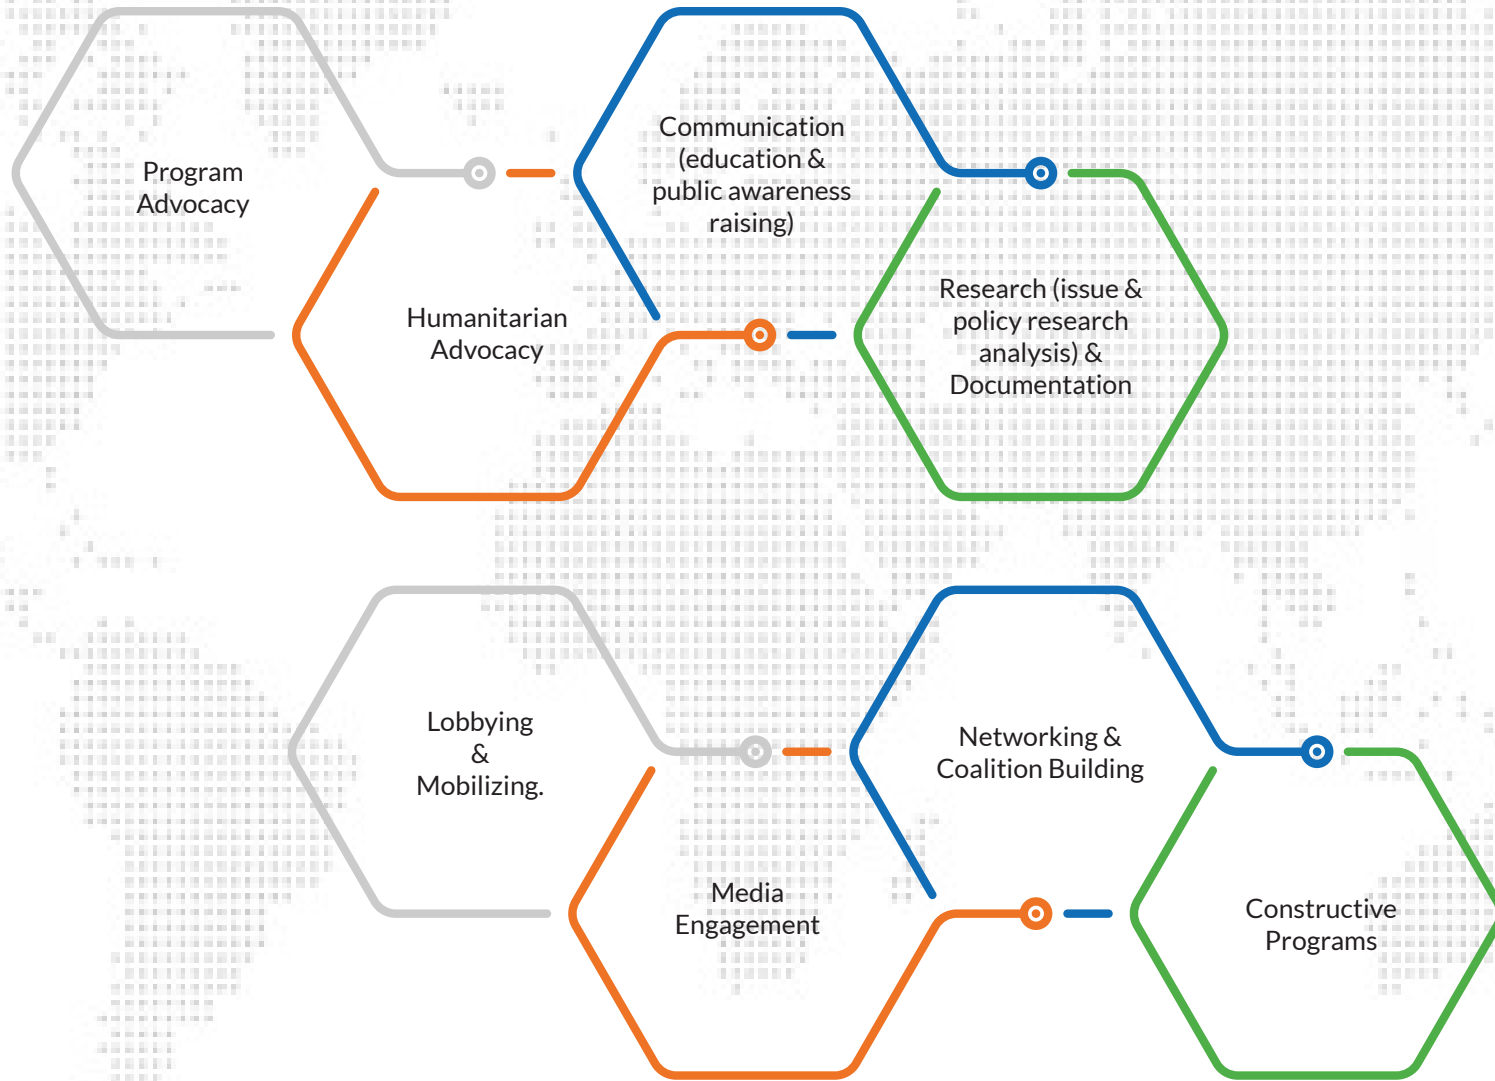 Program
Advocacy
Humanitarian
Advocacy
Communication
(education &
public awareness
raising)
Research (issue &
policy research
analysis) &
Documentation
Lobbying
&
Mobilizing.
Media
Engagement
Networking &
Coalition Building
Constructive
Programs